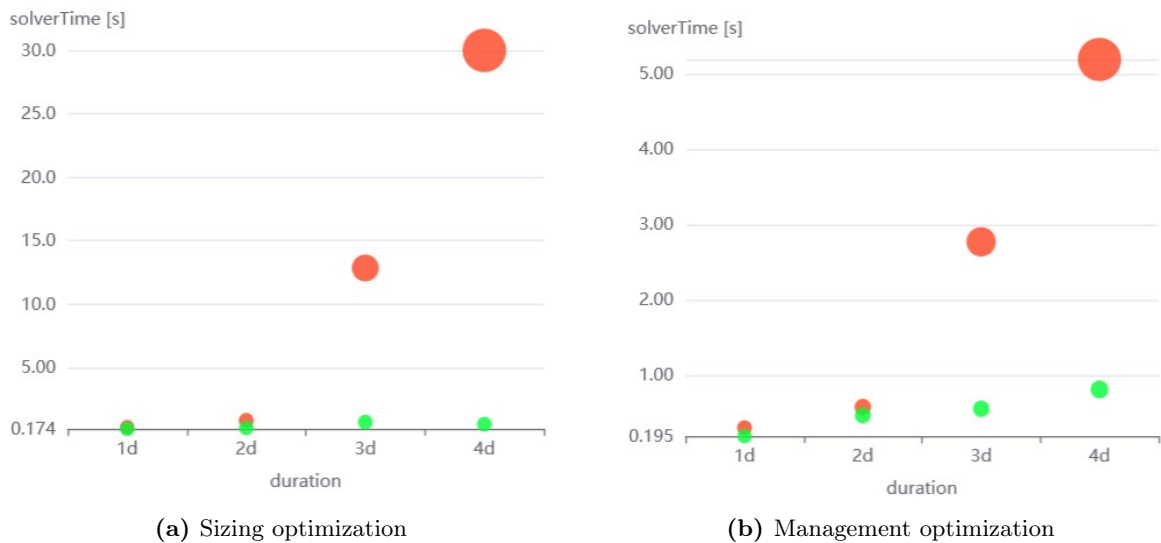 solverTime [s]
30.0
25.0
20.0
15.0
10.0
5.00
0.174
1d 2d 3d 4d
duration
(a) Sizing optimization
solverTime [s]
5.00
4.00
3.00
2.00
1.00
0.195
1d 2d 3d 4d
duration
(b) Management optimization